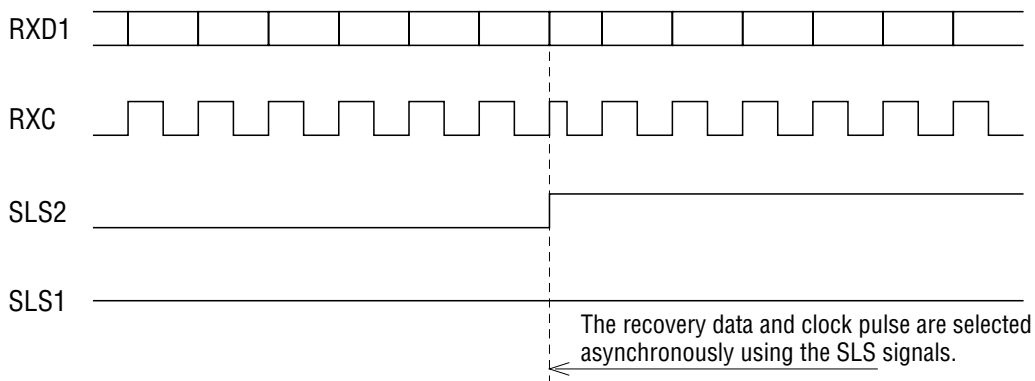 RXD1
RXC
SLS2
SLS1
The recovery data and clock pulse are selected
asynchronously using the SLS signals.